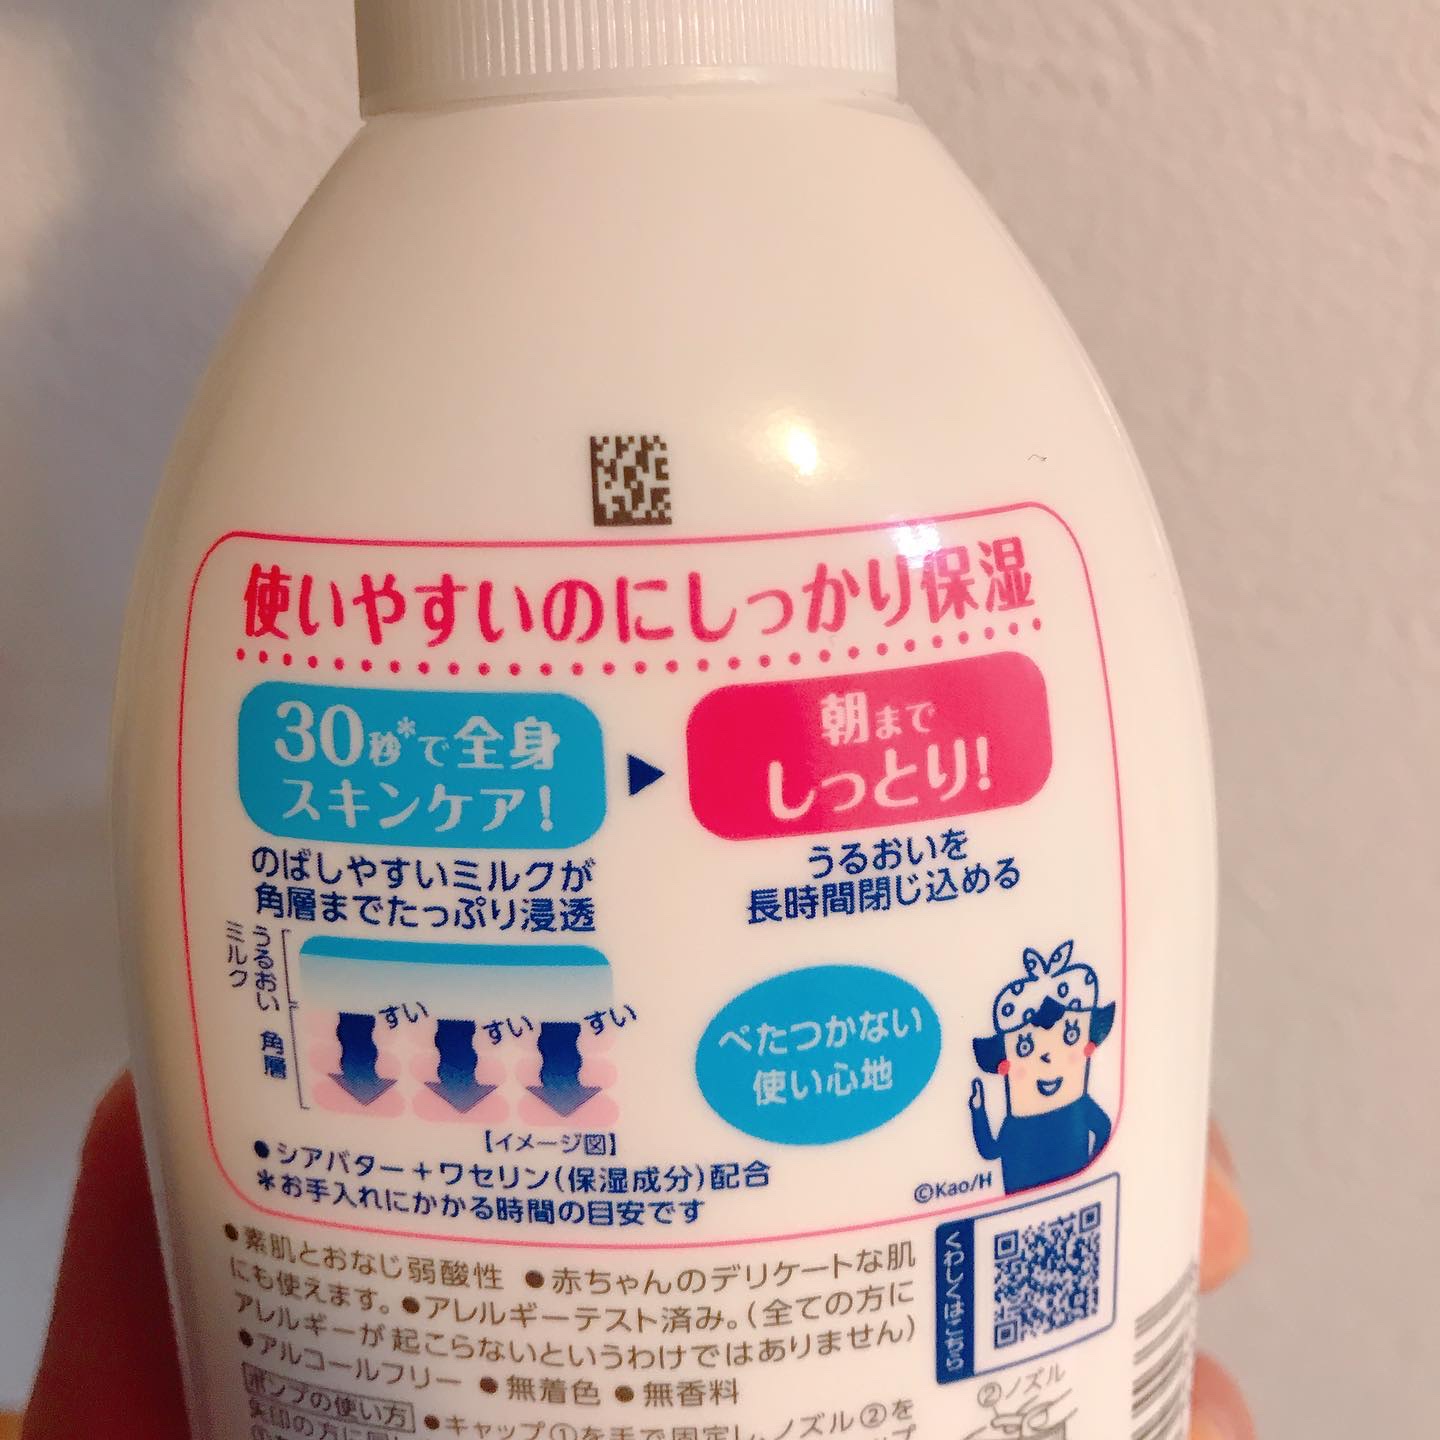 使いやすいのにしっかり保湿
30秒*で全身
スキンケア!
朝まで
しっとり!
のばしやすいミルクが
角層までたっぷり浸透
うるおいを
長時間閉じ込める
うるおい
ミルク
角層
すい
すい
すい
【イメージ図】
べたつかない
使い心地
●シアバター+ワセリン(保湿成分)配合
*お手入れにかかる時間の目安です
©Kao/H
●素肌とおなじ弱酸性 ●赤ちゃんのデリケートな肌
にも使えます。●アレルギーテスト済み。(全ての方に
アレルギーが起こらないというわけではありません)
●アルコールフリー ●無着色 ●無香料
くわしくはこちら
ポンプの使い方 ●キャップ①を手で固定し、ノズル②を
矢印の方に回し
②ノズル